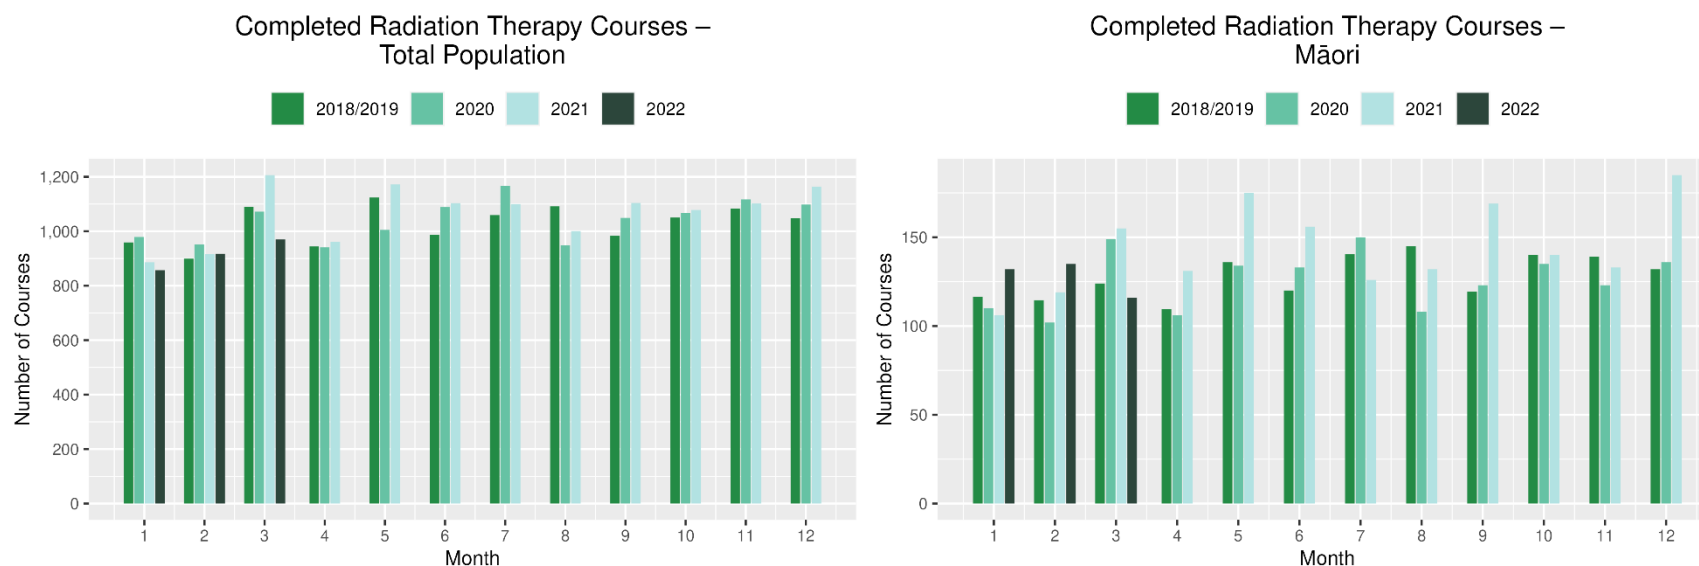 Completed Radiation Therapy Courses –
Total Population
2018/2019 2020 2021 2022
1,200
1,000
800
600
400
200
0
Number of Courses
1 2 3 4 5 6 7 8 9 10 11 12
Month
Completed Radiation Therapy Courses –
Māori
2018/2019 2020 2021 2022
150
100
50
0
Number of Courses
1 2 3 4 5 6 7 8 9 10 11 12
Month